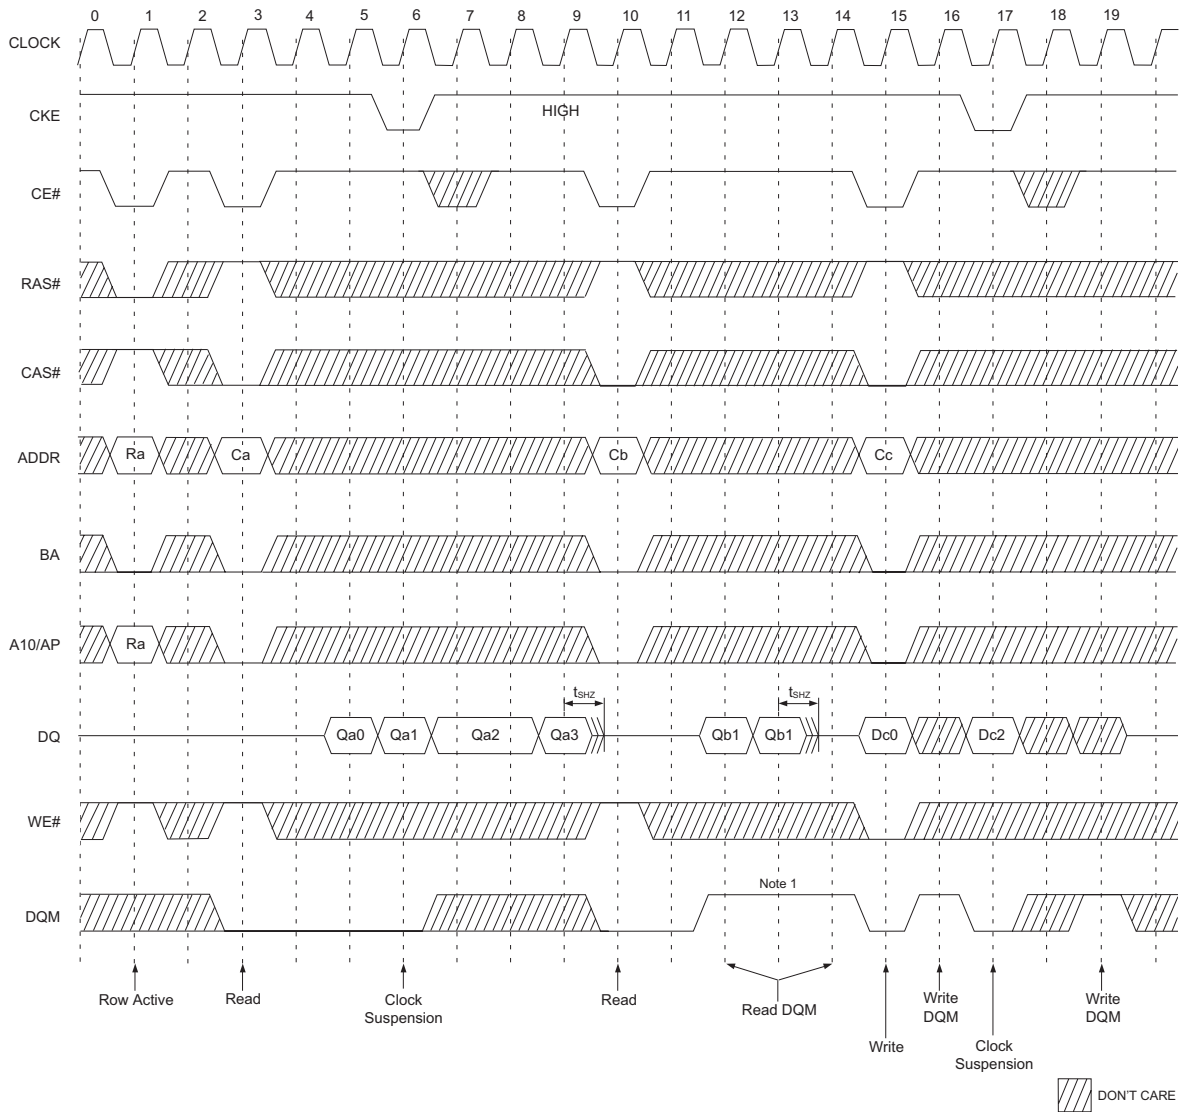 0 1 2 3 4 5 6 7 8 9 10 11 12 13 14 15 16 17 18 19
CLOCK
CKE
HIGH
CE#
RAS#
CAS#
ADDR
Ra
Ca
Cb
Cc
BA
A10/AP
Ra
tSHZ
tSHZ
DQ
Qa0
Qa1
Qa2
Qa3
Qb1
Qb1
Dc0
Dc2
WE#
Note 1
DQM
Row Active
Read
Clock
Suspension
Read
Read DQM
Write
Write
DQM
Clock
Suspension
Write
DQM
DON'T CARE